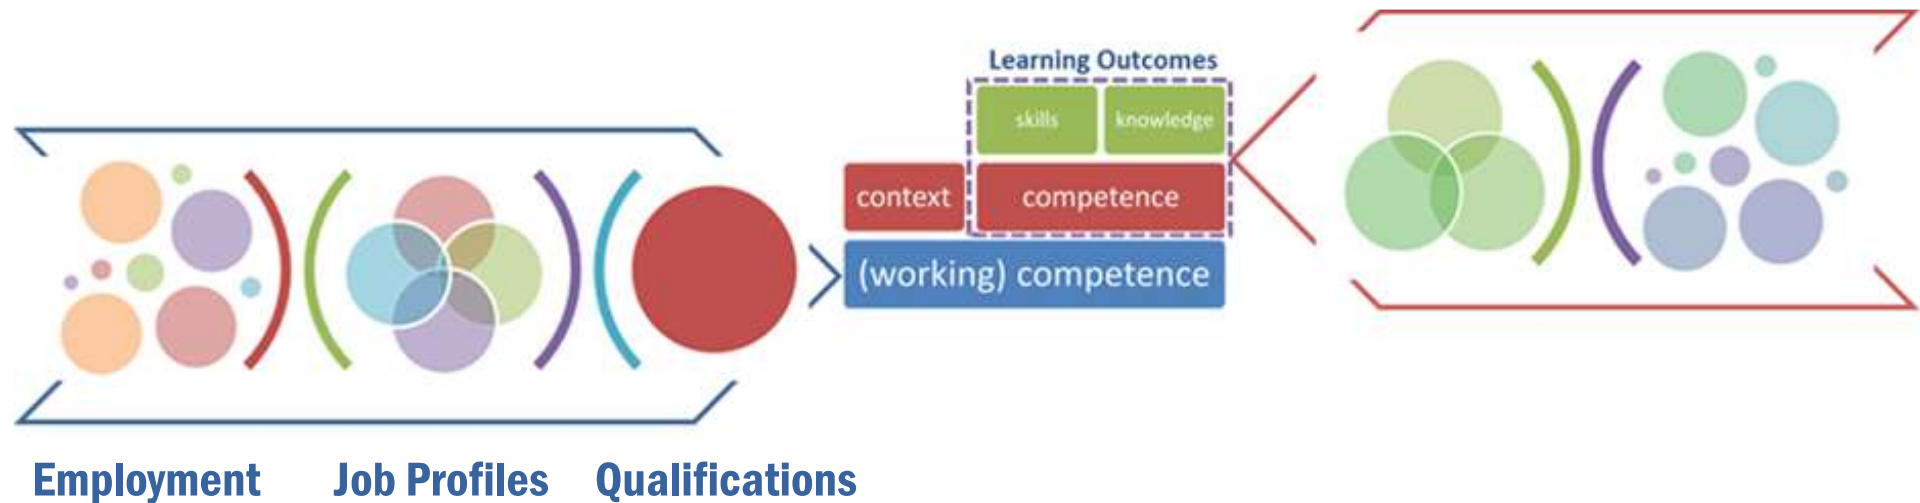 Learning Outcomes
skills knowledge
context competence
(working) competence
Employment Job Profiles Qualifications